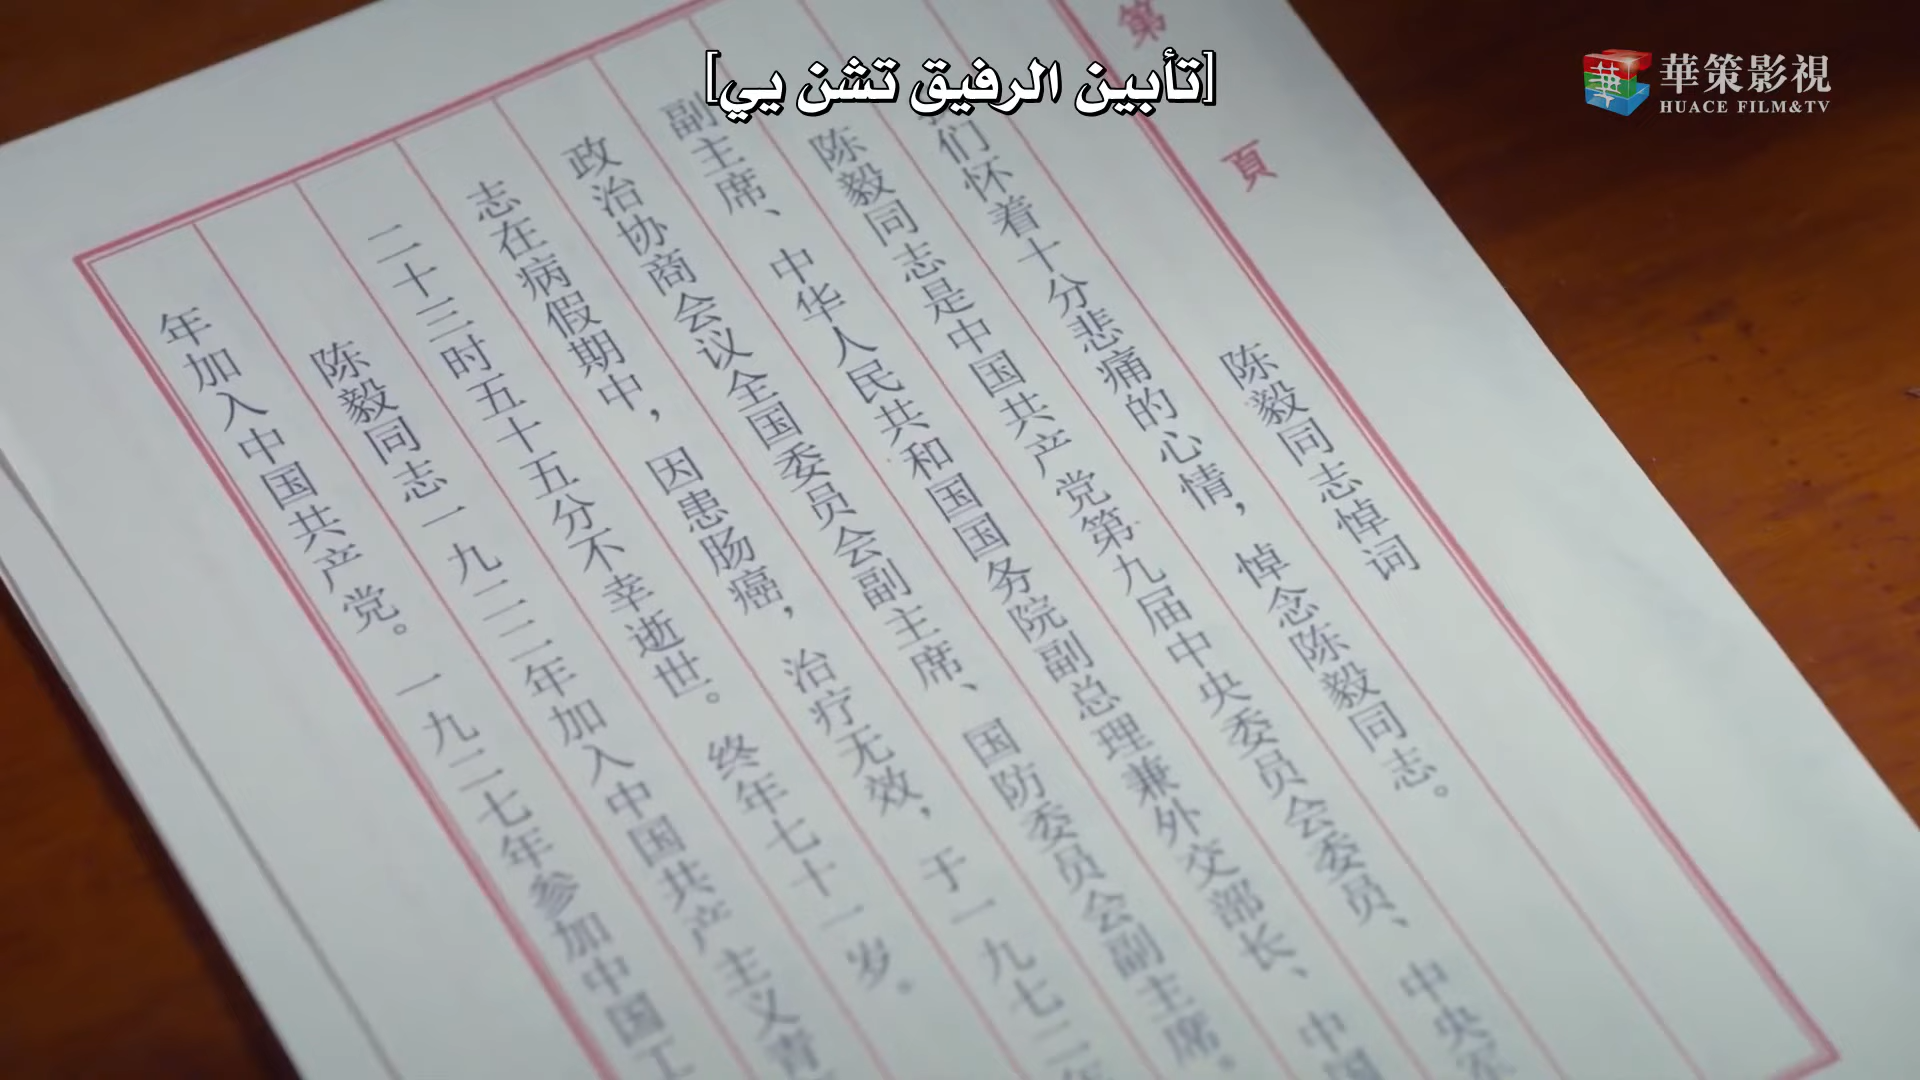 [تأبين الرفيق تشن يي]
華策影視
HUACE FILM&TV
第
頁
陈毅同志悼词
我们怀着十分悲痛的心情，悼念陈毅同志。
陈毅同志是中国共产党第九届中央委员会委员、中央军
副主席、中华人民共和国国务院副总理兼外交部长、中国
政治协商会议全国委员会副主席、国防委员会副主席。
志在病假期中，因患肠癌，治疗无效，于一九七二年
二十三时五十五分不幸逝世。终年七十一岁。
陈毅同志一九二二年加入中国共产主义青
年加入中国共产党。一九二七年参加中国工